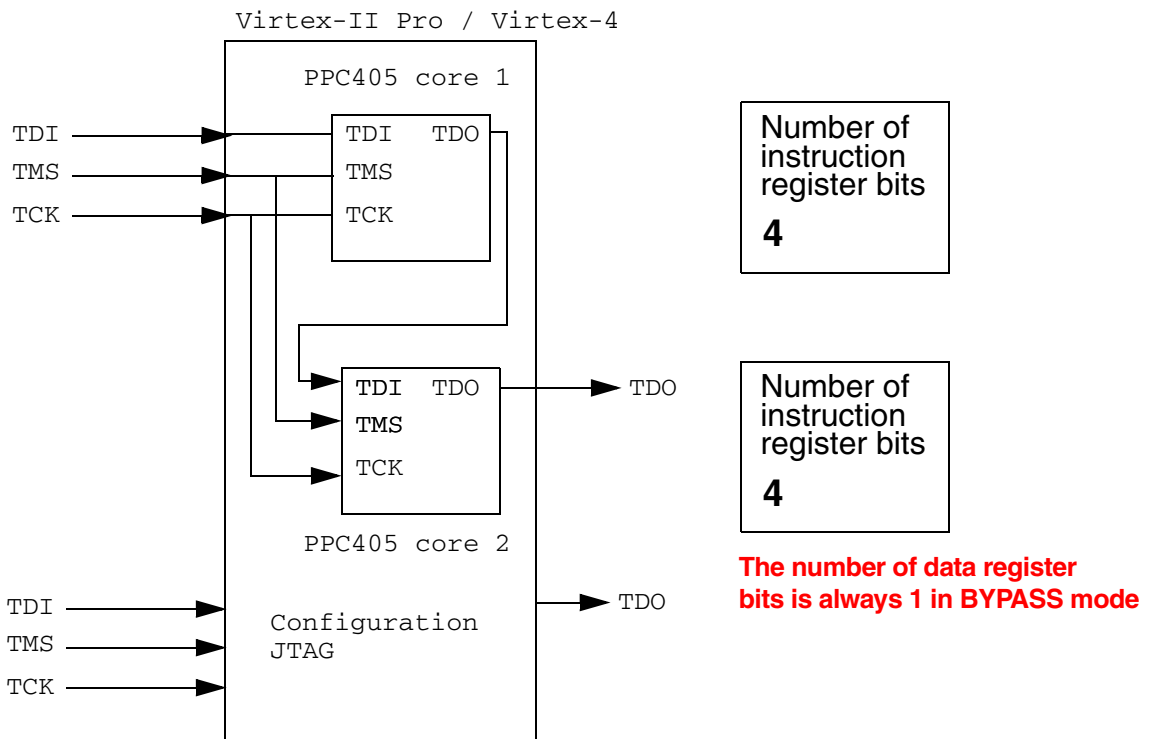 Virtex-II Pro / Virtex-4
PPC405 core 1
TDI
TMS
TCK
TDI TDO
TMS
TCK
Number of
instruction
register bits
4
TDI TDO
TMS
TCK
TDO
PPC405 core 2
Number of
instruction
register bits
4
The number of data register
bits is always 1 in BYPASS mode
TDI
TMS
TCK
Configuration
JTAG
TDO